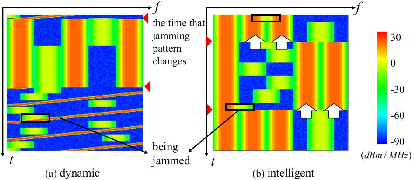 f
the time that
jamming
pattern
changes
f
being
jammed
t
t
30
0
-30
-60
-90
(dBm / MHz)
(a) dynamic
(b) intelligent